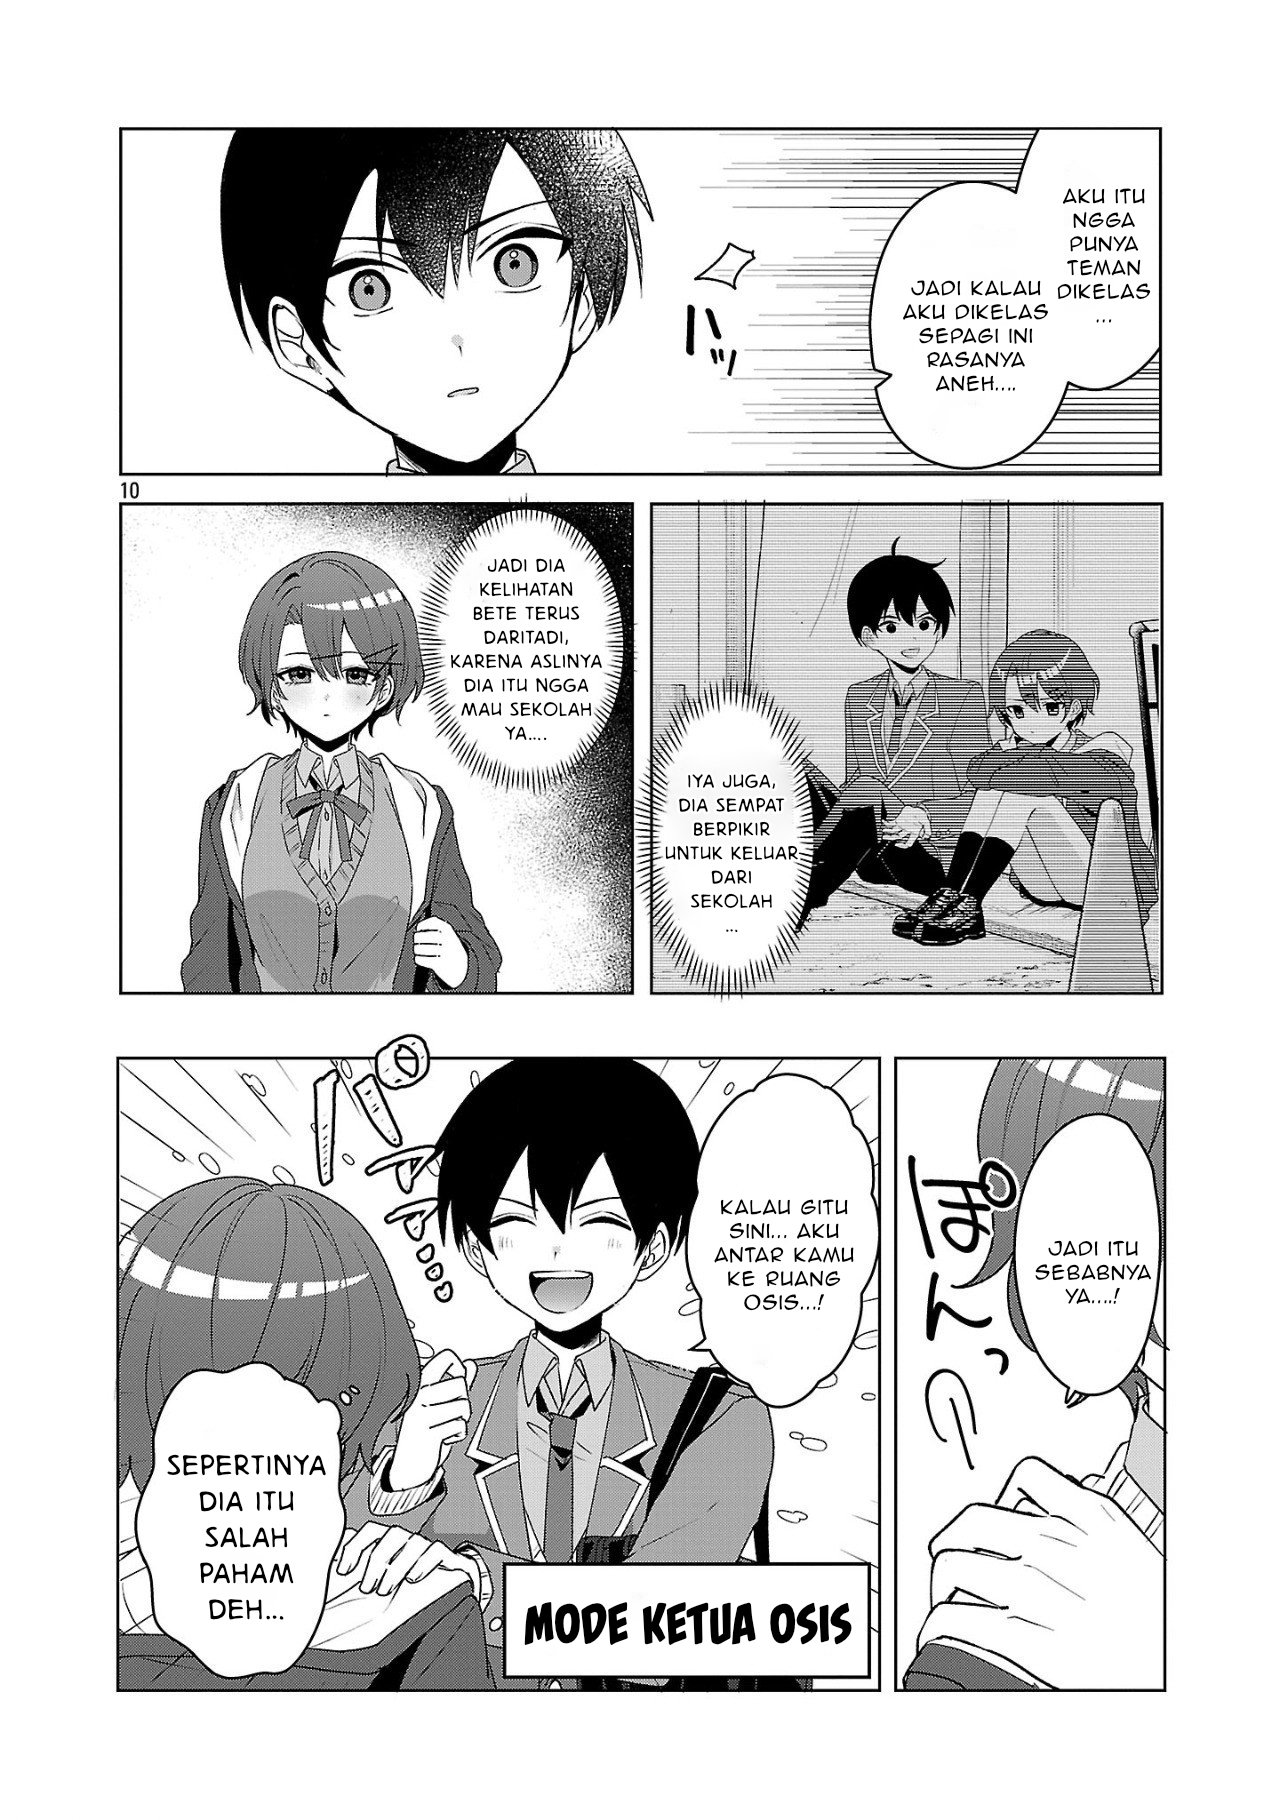 AKU ITU
NGGA
PUNYA
TEMAN
DIKELAS
...
JADI KALAU
AKU DIKELAS
SEPAGI INI
RASANYA
ANEH....
ハッ
10
IYA JUGA,
DIA SEMPAT
BERPIKIR
UNTUK KELUAR
DARI
SEKOLAH
...
JADI DIA
KELIHATAN
BETE TERUS
DARITADI,
KARENA ASLINYA
DIA ITU NGGA
MAU SEKOLAH
YA....
JADI ITU
SEBABNYA
YA....!
ぽんっ
KALAU GITU
SINI... AKU
ANTAR KAMU
KE RUANG
OSIS...!
パアアア
SEPERTINYA
DIA ITU
SALAH
PAHAM
DEH...
MODE KETUA OSIS